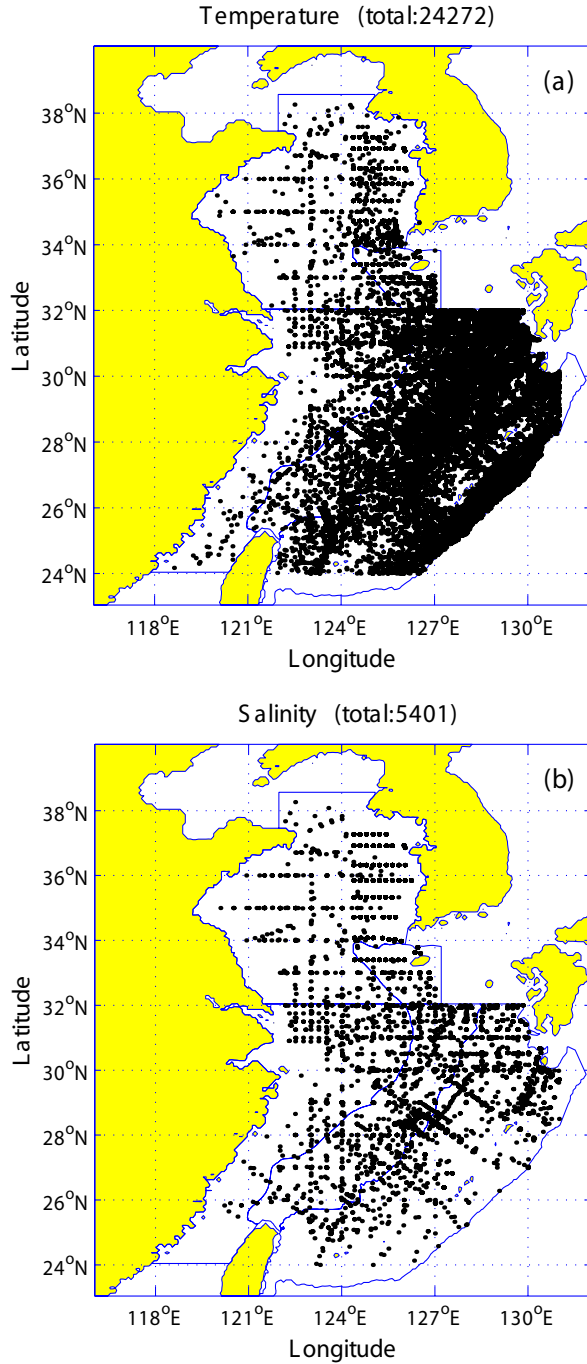 Temperature (total:24272)
(a)
38°N
36°N
34°N
32°N
30°N
28°N
26°N
24°N
Latitude
118°E 121°E 124°E 127°E 130°E
Longitude
Salinity (total:5401)
(b)
38°N
36°N
34°N
32°N
30°N
28°N
26°N
24°N
Latitude
118°E 121°E 124°E 127°E 130°E
Longitude